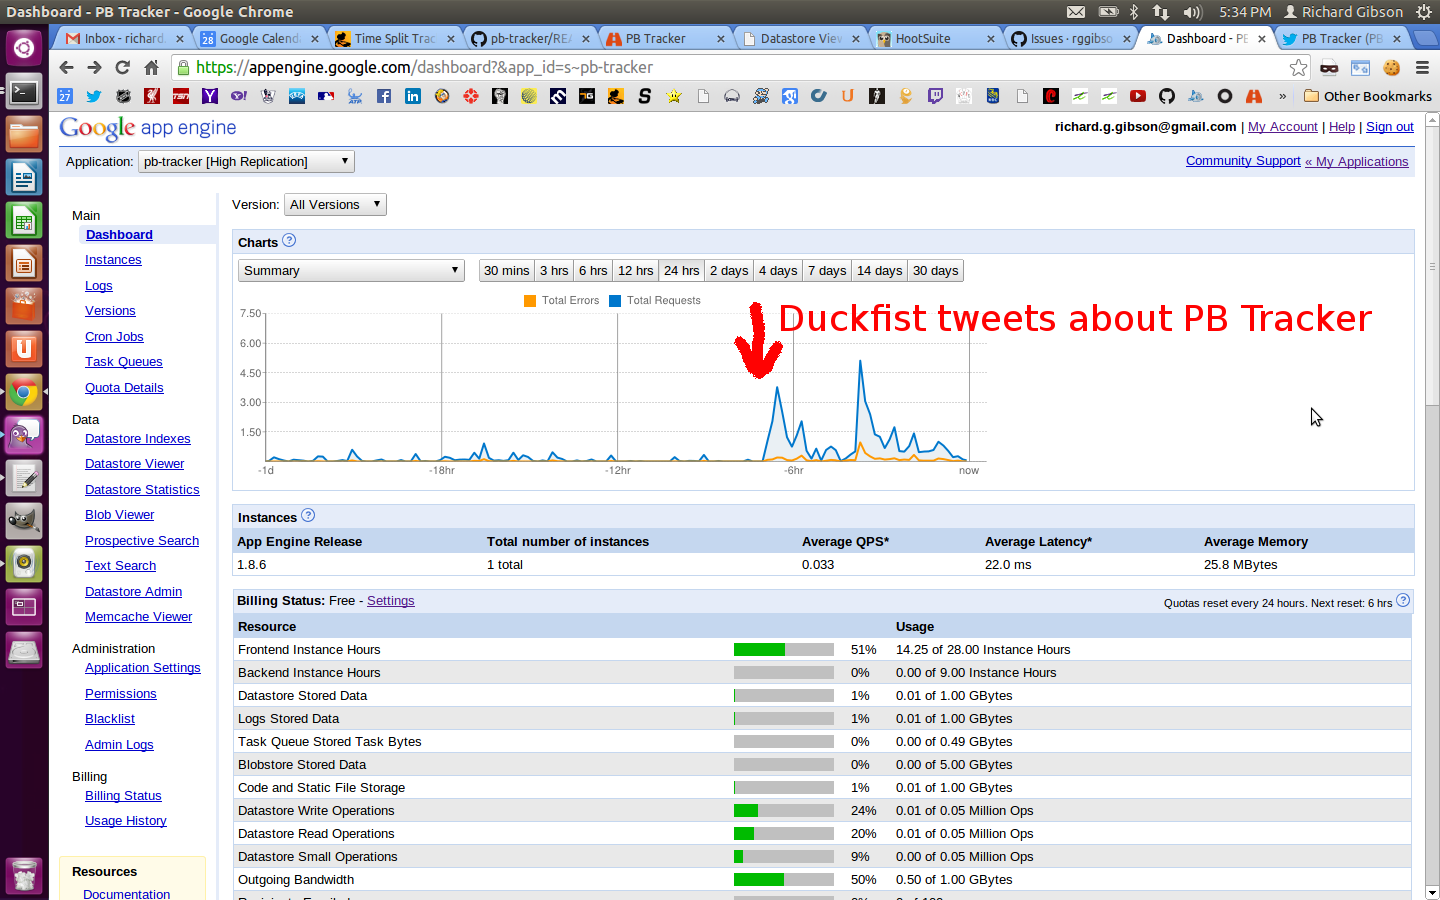 Dashboard - PB Tracker - Google Chrome
5:34 PM Richard Gibson
Inbox - richard.
Google Calend
Time Split Trac
pb-tracker/REA
PB Tracker
Datastore View
HootSuite
Issues · rggibso
Dashboard - PB
PB Tracker (PB
https://appengine.google.com/dashboard?&app_id=s~pb-tracker
Other Bookmarks
Google app engine
richard.g.gibson@gmail.com | My Account | Help | Sign out
Application: pb-tracker [High Replication]
Community Support « My Applications
Main
Dashboard
Instances
Logs
Versions
Cron Jobs
Task Queues
Quota Details
Data
Datastore Indexes
Datastore Viewer
Datastore Statistics
Blob Viewer
Prospective Search
Text Search
Datastore Admin
Memcache Viewer
Administration
Application Settings
Permissions
Blacklist
Admin Logs
Billing
Billing Status
Usage History
Resources
Documentation
Version: All Versions
Charts ?
Summary
30 mins 3 hrs 6 hrs 12 hrs 24 hrs 2 days 4 days 7 days 14 days 30 days
Total Errors Total Requests
Duckfist tweets about PB Tracker
7.50
6.00
4.50
3.00
1.50
-1d -18hr -12hr -6hr now
Instances ?
App Engine Release Total number of instances Average QPS* Average Latency* Average Memory
1.8.6 1 total 0.033 22.0 ms 25.8 MBytes
Billing Status: Free - Settings
Quotas reset every 24 hours. Next reset: 6 hrs ?
Resource Usage
Frontend Instance Hours 51% 14.25 of 28.00 Instance Hours
Backend Instance Hours 0% 0.00 of 9.00 Instance Hours
Datastore Stored Data 1% 0.01 of 1.00 GBytes
Logs Stored Data 1% 0.01 of 1.00 GBytes
Task Queue Stored Task Bytes 0% 0.00 of 0.49 GBytes
Blobstore Stored Data 0% 0.00 of 5.00 GBytes
Code and Static File Storage 1% 0.01 of 1.00 GBytes
Datastore Write Operations 24% 0.01 of 0.05 Million Ops
Datastore Read Operations 20% 0.01 of 0.05 Million Ops
Datastore Small Operations 9% 0.00 of 0.05 Million Ops
Outgoing Bandwidth 50% 0.50 of 1.00 GBytes